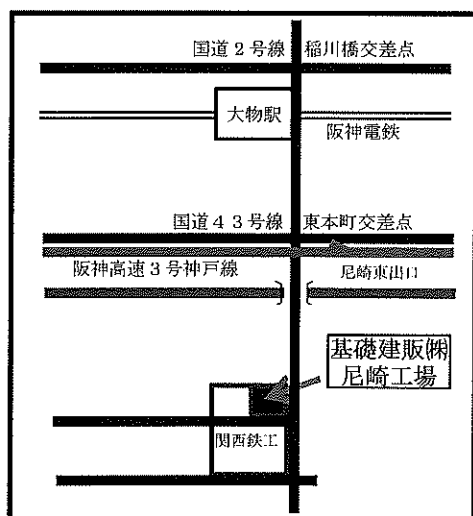 国道２号線 稲川橋交差点
大物駅
阪神電鉄
国道４３号線 東本町交差点
阪神高速３号神戸線 尼崎東出口
基礎建販㈱
尼崎工場
関西鉄工